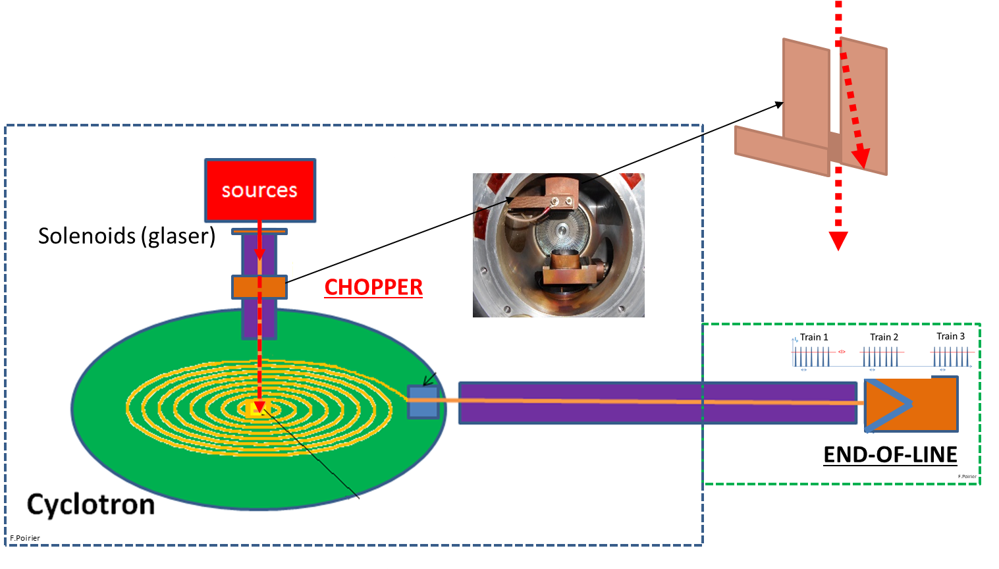 sources
Solenoids (glaser)
CHOPPER
Train 1
Train 2
Train 3
<I>
END-OF-LINE
F.Poirier
Cyclotron
F.Poirier